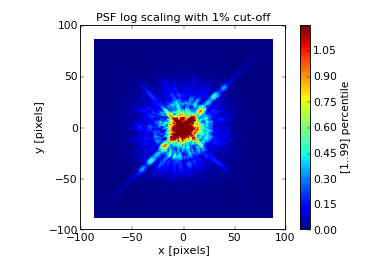 PSF log scaling with 1% cut-off
100
50
0
−50
−100
y [pixels]
−100 −50 0 50 100
x [pixels]
1.05
0.90
0.75
0.60
0.45
0.30
0.15
0.00
[1..99] percentile